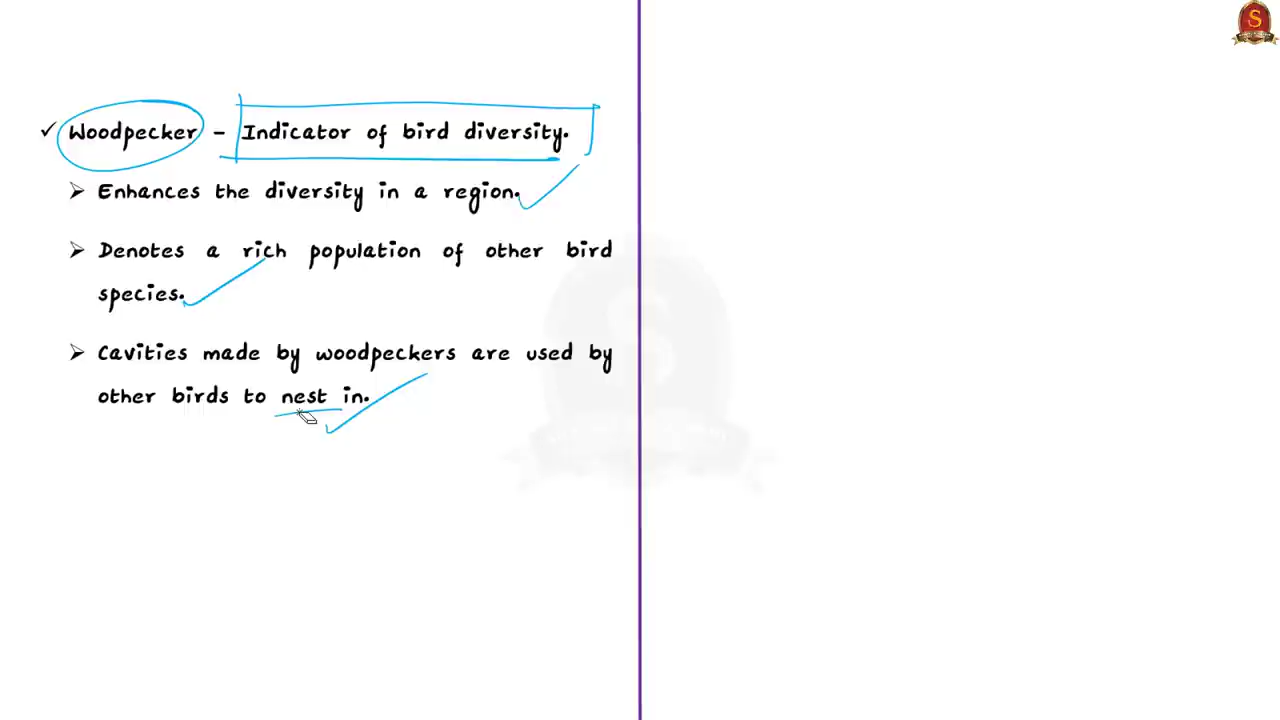 ✓ Woodpecker - Indicator of bird diversity.
➢ Enhances the diversity in a region.
➢ Denotes a rich population of other bird
species.
➢ Cavities made by woodpeckers are used by
other birds to nest in.
S